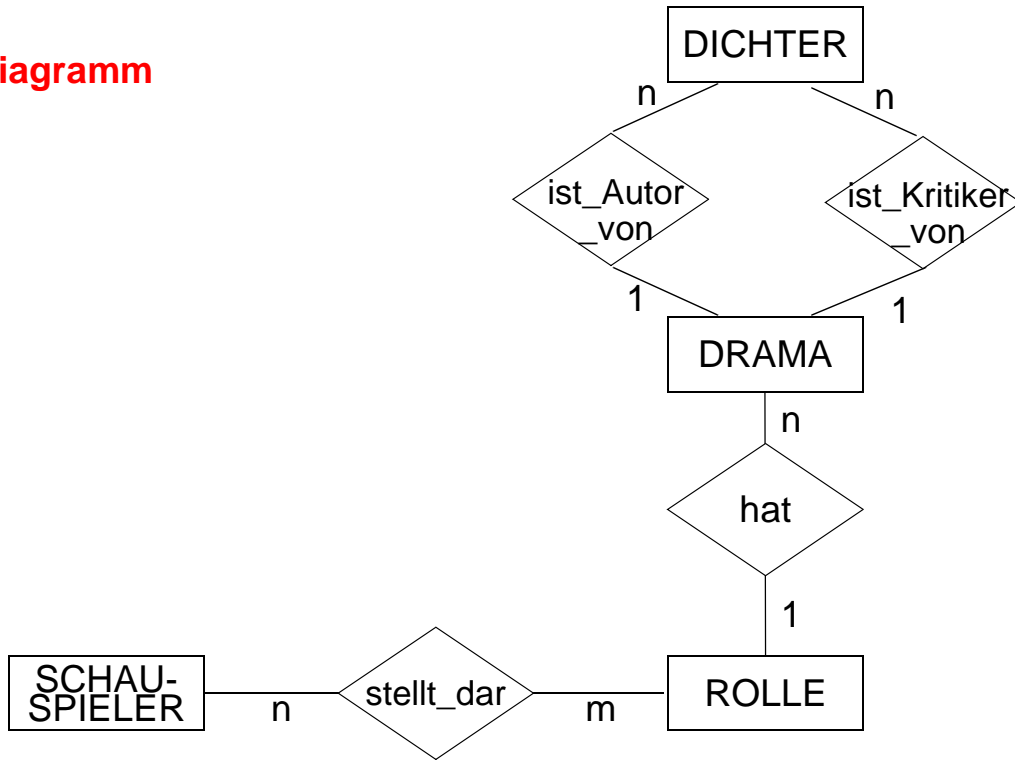 DICHTER
iagramm
n
n
ist_Autor
_von
ist_Kritiker
_von
1
1
DRAMA
n
hat
1
SCHAU-
SPIELER
n
stellt_dar
m
ROLLE